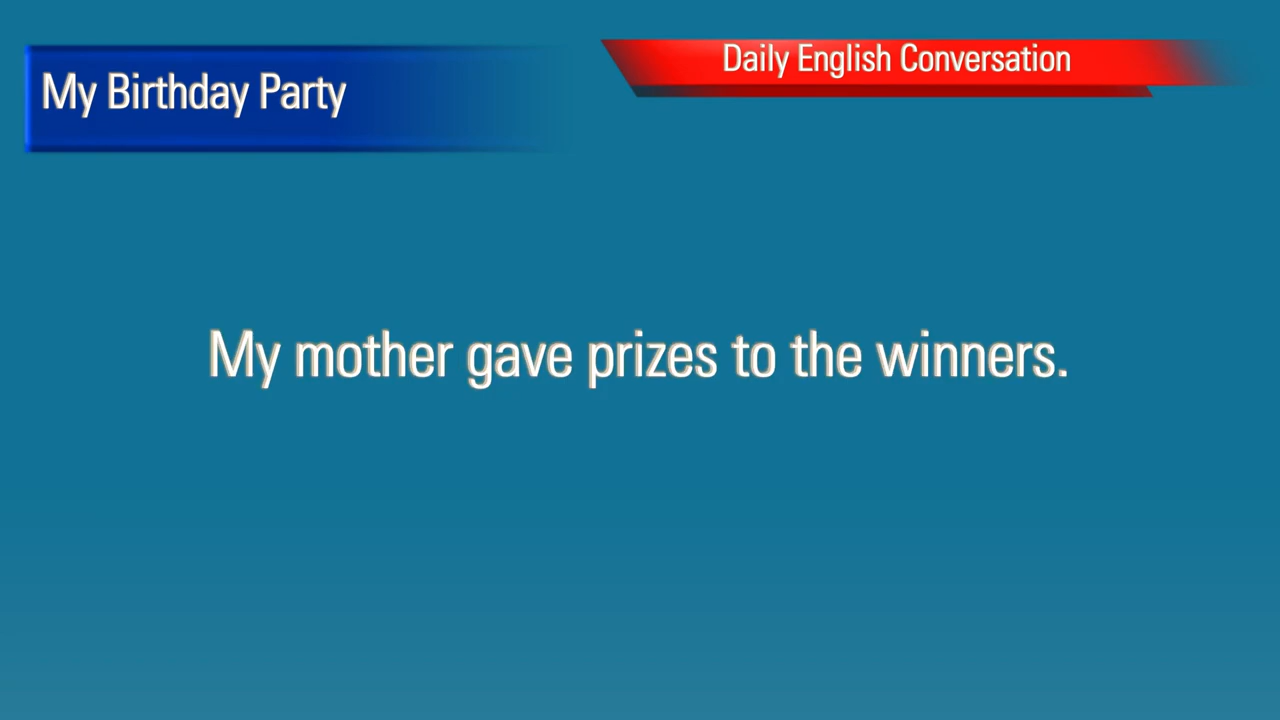 My Birthday Party
Daily English Conversation
My mother gave prizes to the winners.